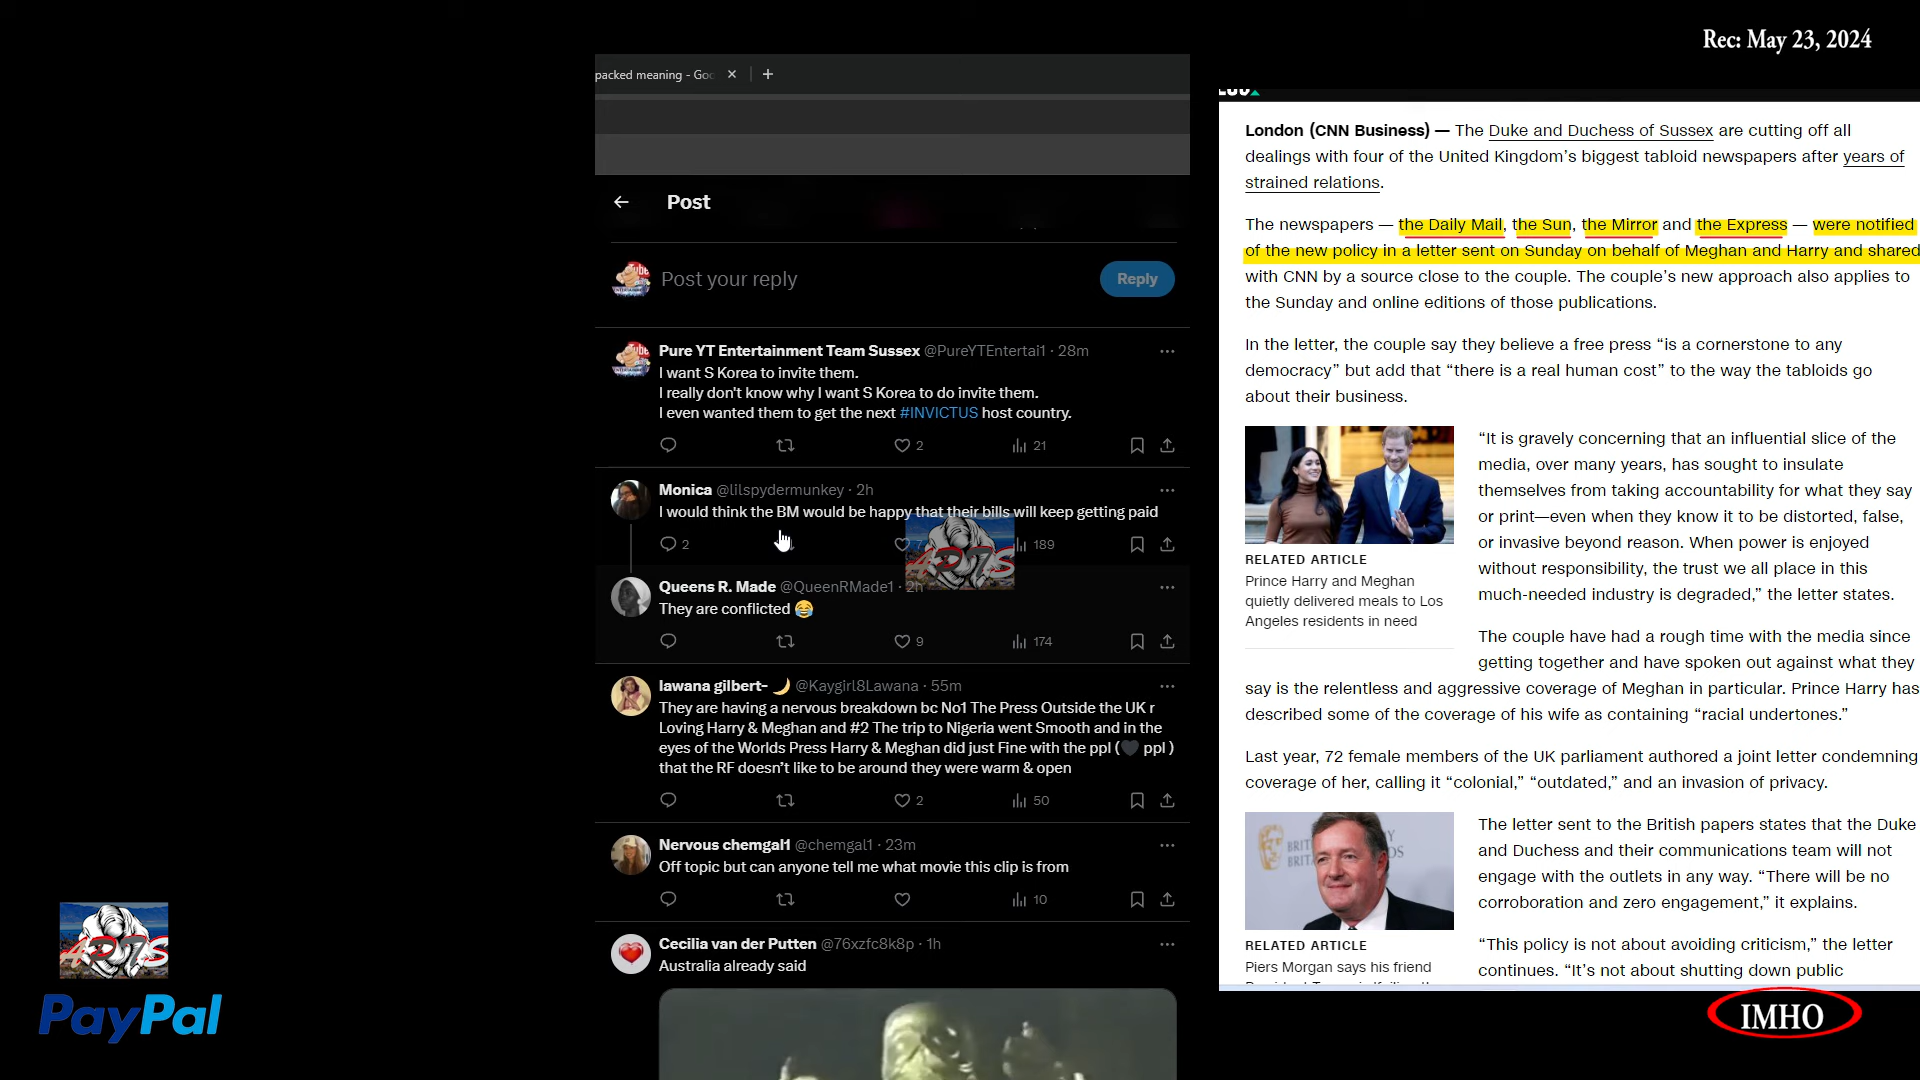 Rec: May 23, 2024
packed meaning - Goo
Post
Post your reply
Reply
Pure YT Entertainment Team Sussex @PureYTEntertai1 · 28m
I want S Korea to invite them.
I really don't know why I want S Korea to do invite them.
I even wanted them to get the next #INVICTUS host country.
2
21
Monica @lilspydermunkey · 2h
I would think the BM would be happy that their bills will keep getting paid
2
7
189
Queens R. Made @QueenRMade1 · 2h
They are conflicted 😂
9
174
lawana gilbert- 🌙 @Kaygirl8Lawana · 55m
They are having a nervous breakdown bc No1 The Press Outside the UK r
Loving Harry & Meghan and #2 The trip to Nigeria went Smooth and in the
eyes of the Worlds Press Harry & Meghan did just Fine with the ppl (🖤 ppl )
that the RF doesn't like to be around they were warm & open
2
50
Nervous chemgal1 @chemgal1 · 23m
Off topic but can anyone tell me what movie this clip is from
10
Cecilia van der Putten @76xzfc8k8p · 1h
Australia already said
London (CNN Business) — The Duke and Duchess of Sussex are cutting off all
dealings with four of the United Kingdom's biggest tabloid newspapers after years of
strained relations.
The newspapers — the Daily Mail, the Sun, the Mirror and the Express — were notified
of the new policy in a letter sent on Sunday on behalf of Meghan and Harry and shared
with CNN by a source close to the couple. The couple's new approach also applies to
the Sunday and online editions of those publications.
In the letter, the couple say they believe a free press “is a cornerstone to any
democracy” but add that “there is a real human cost” to the way the tabloids go
about their business.
“It is gravely concerning that an influential slice of the
media, over many years, has sought to insulate
themselves from taking accountability for what they say
or print—even when they know it to be distorted, false,
or invasive beyond reason. When power is enjoyed
without responsibility, the trust we all place in this
much-needed industry is degraded,” the letter states.
RELATED ARTICLE
Prince Harry and Meghan
quietly delivered meals to Los
Angeles residents in need
The couple have had a rough time with the media since
getting together and have spoken out against what they
say is the relentless and aggressive coverage of Meghan in particular. Prince Harry has
described some of the coverage of his wife as containing “racial undertones.”
Last year, 72 female members of the UK parliament authored a joint letter condemning
coverage of her, calling it “colonial,” “outdated,” and an invasion of privacy.
The letter sent to the British papers states that the Duke
and Duchess and their communications team will not
engage with the outlets in any way. “There will be no
corroboration and zero engagement,” it explains.
RELATED ARTICLE
Piers Morgan says his friend
“This policy is not about avoiding criticism,” the letter
continues. “It's not about shutting down public
PayPal
IMHO